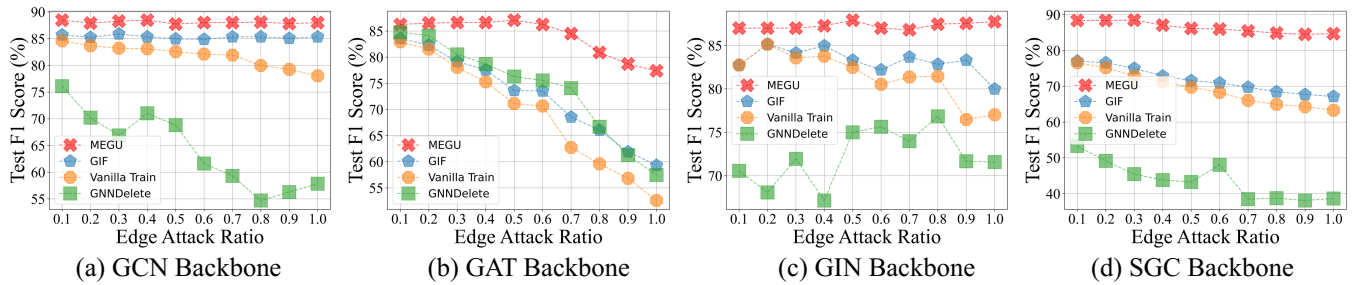 Test F1 Score (%)
90
85
80
75
70
65
60
55
MEGU
GIF
Vanilla Train
GNNDelete
0.1 0.2 0.3 0.4 0.5 0.6 0.7 0.8 0.9 1.0
Edge Attack Ratio
(a) GCN Backbone
Test F1 Score (%)
85
80
75
70
65
60
55
MEGU
GIF
Vanilla Train
GNNDelete
0.1 0.2 0.3 0.4 0.5 0.6 0.7 0.8 0.9 1.0
Edge Attack Ratio
(b) GAT Backbone
Test F1 Score (%)
85
80
75
70
MEGU
GIF
Vanilla Train
GNNDelete
0.1 0.2 0.3 0.4 0.5 0.6 0.7 0.8 0.9 1.0
Edge Attack Ratio
(c) GIN Backbone
Test F1 Score (%)
90
80
70
60
50
40
MEGU
GIF
Vanilla Train
GNNDelete
0.1 0.2 0.3 0.4 0.5 0.6 0.7 0.8 0.9 1.0
Edge Attack Ratio
(d) SGC Backbone